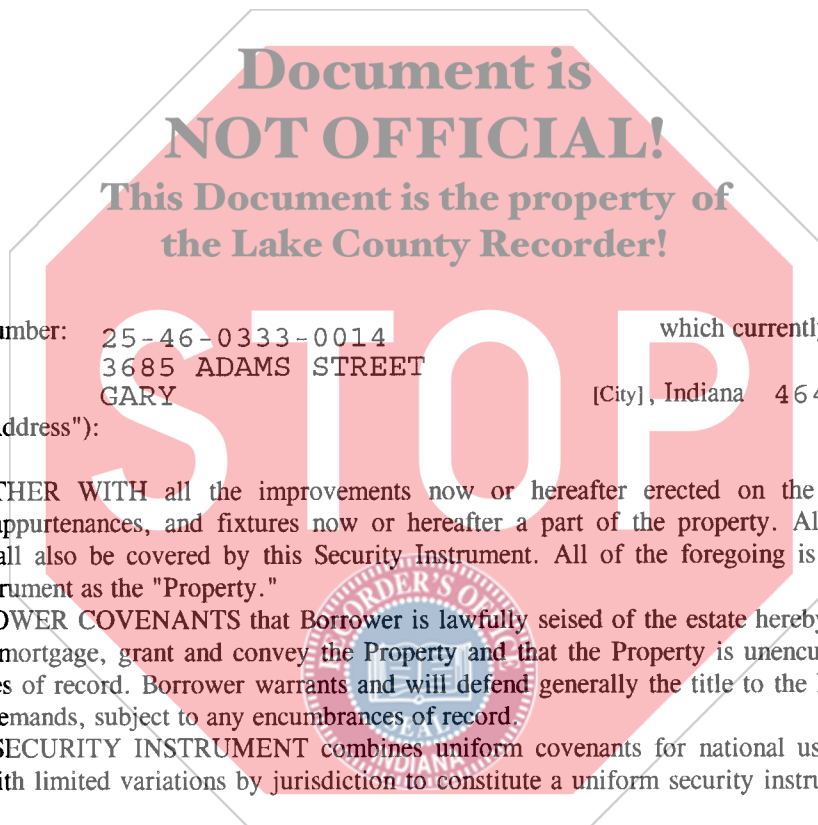 Document is
NOT OFFICIAL!
This Document is the property of
the Lake County Recorder!
umber: 25-46-0333-0014 which currently
3685 ADAMS STREET
GARY [City], Indiana 464
ddress"):
STOP
THER WITH all the improvements now or hereafter erected on the
appurtenances, and fixtures now or hereafter a part of the property. Al
all also be covered by this Security Instrument. All of the foregoing is
rument as the "Property."
OWER COVENANTS that Borrower is lawfully seised of the estate hereby
mortgage, grant and convey the Property and that the Property is unencu
es of record. Borrower warrants and will defend generally the title to the
emands, subject to any encumbrances of record.
SECURITY INSTRUMENT combines uniform covenants for national us
ith limited variations by jurisdiction to constitute a uniform security instru
RECORDER'S OFFICE
SEAL
INDIANA